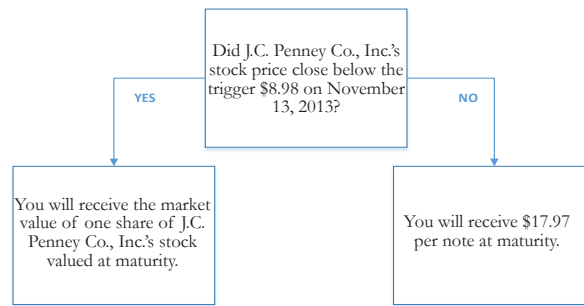 Did J.C. Penney Co., Inc.'s
stock price close below the
trigger $8.98 on November
13, 2013?
YES
NO
You will receive the market
value of one share of J.C.
Penney Co., Inc.'s stock
valued at maturity.
You will receive $17.97
per note at maturity.